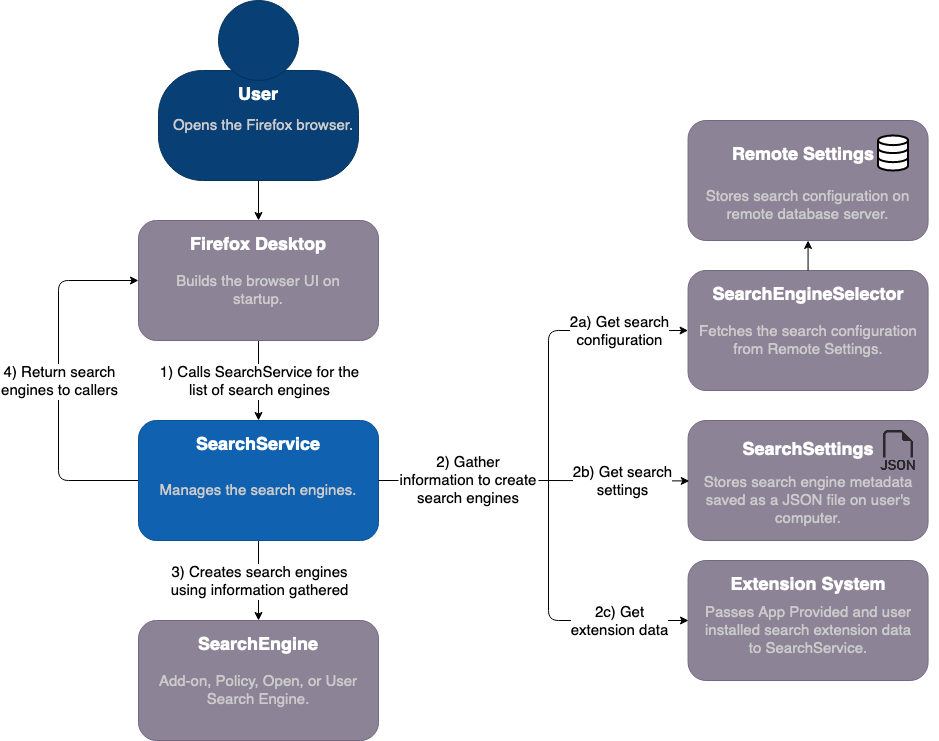 User
Opens the Firefox browser.
Firefox Desktop
Builds the browser UI on
startup.
4) Return search
engines to callers
1) Calls SearchService for the
list of search engines
SearchService
Manages the search engines.
2) Gather
information to create
search engines
3) Creates search engines
using information gathered
SearchEngine
Add-on, Policy, Open, or User
Search Engine.
Remote Settings
Stores search configuration on
remote database server.
2a) Get search
configuration
SearchEngineSelector
Fetches the search configuration
from Remote Settings.
2b) Get search
settings
SearchSettings
JSON
Stores search engine metadata
saved as a JSON file on user's
computer.
2c) Get
extension data
Extension System
Passes App Provided and user
installed search extension data
to SearchService.